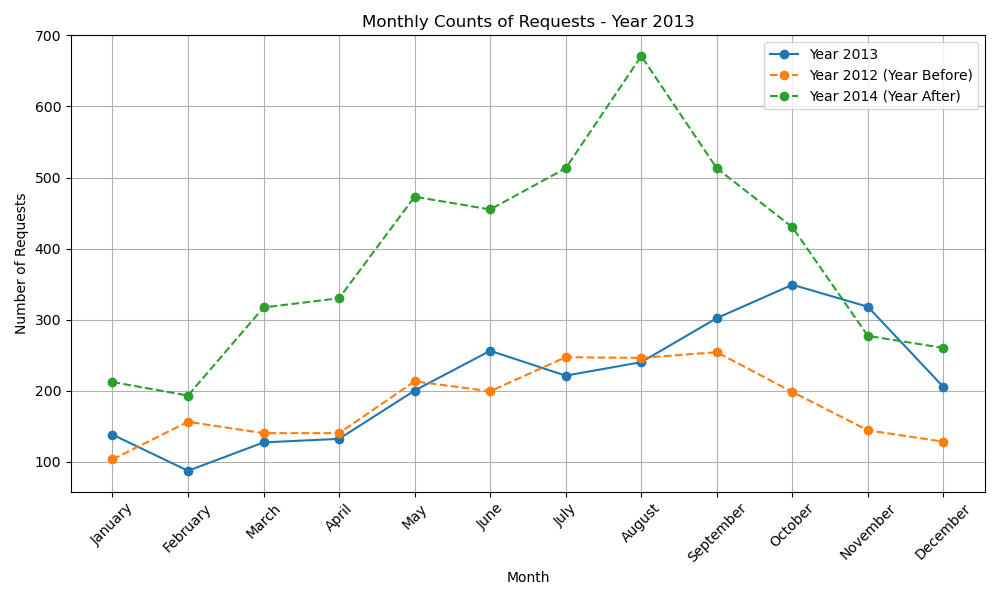 Monthly Counts of Requests - Year 2013
Year 2013
Year 2012 (Year Before)
Year 2014 (Year After)
Number of Requests
700
600
500
400
300
200
100
January
February
March
April
May
June
July
August
September
October
November
December
Month